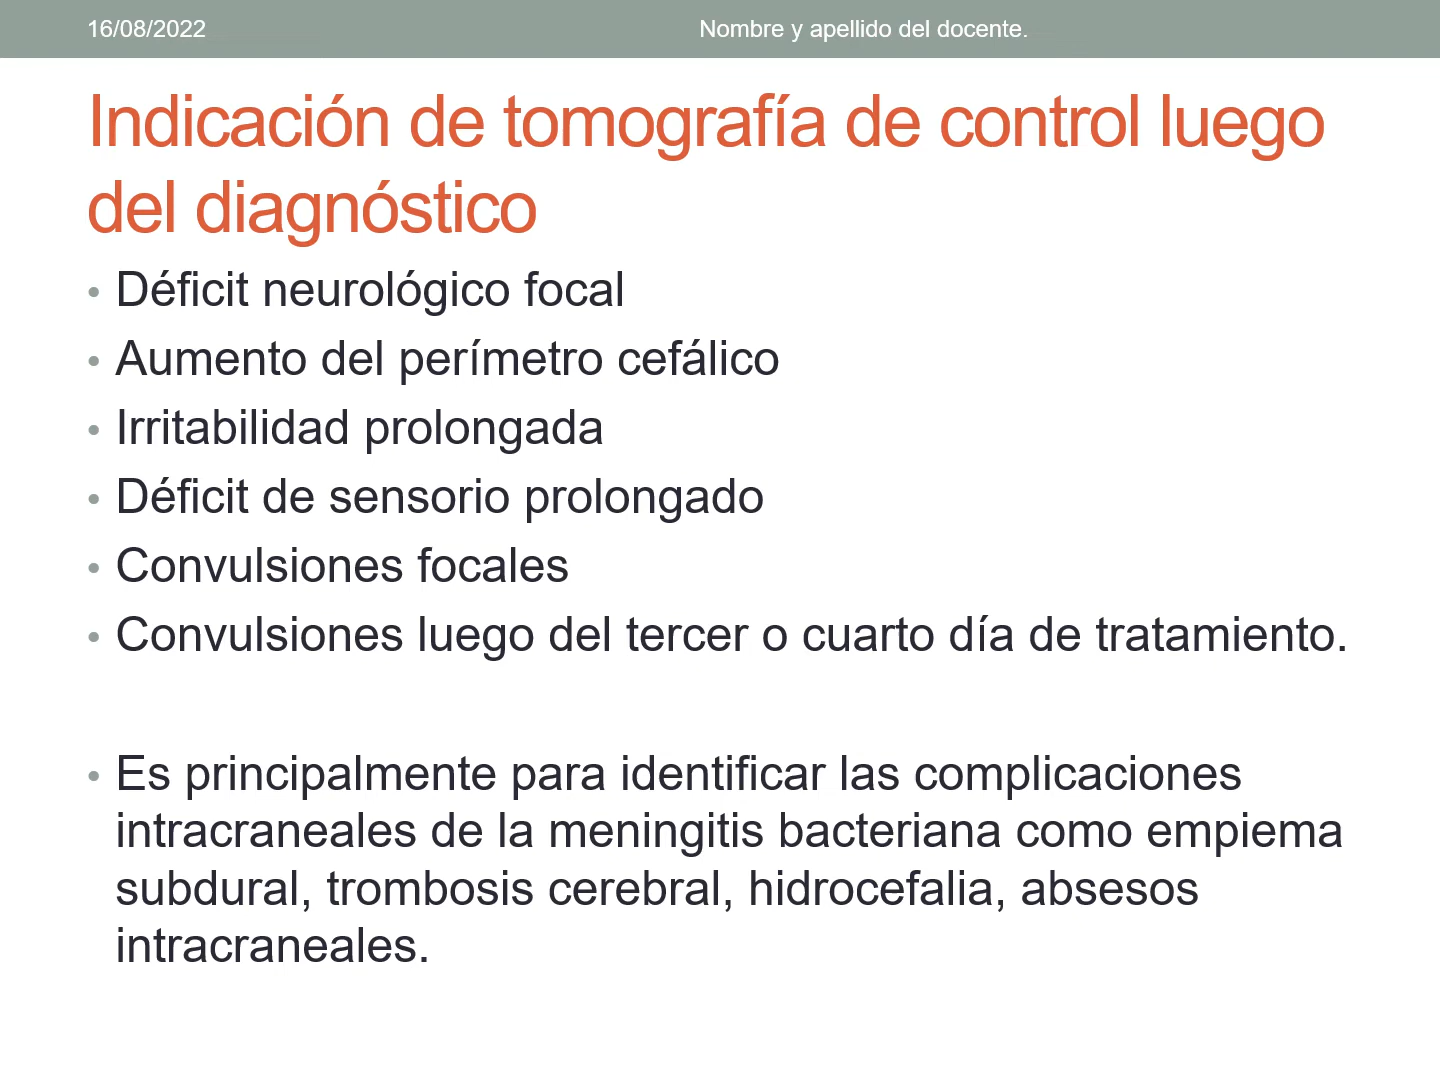 16/08/2022
Nombre y apellido del docente.
Indicación de tomografía de control luego
del diagnóstico
• Déficit neurológico focal
• Aumento del perímetro cefálico
• Irritabilidad prolongada
• Déficit de sensorio prolongado
• Convulsiones focales
• Convulsiones luego del tercer o cuarto día de tratamiento.
• Es principalmente para identificar las complicaciones
intracraneales de la meningitis bacteriana como empiema
subdural, trombosis cerebral, hidrocefalia, absesos
intracraneales.